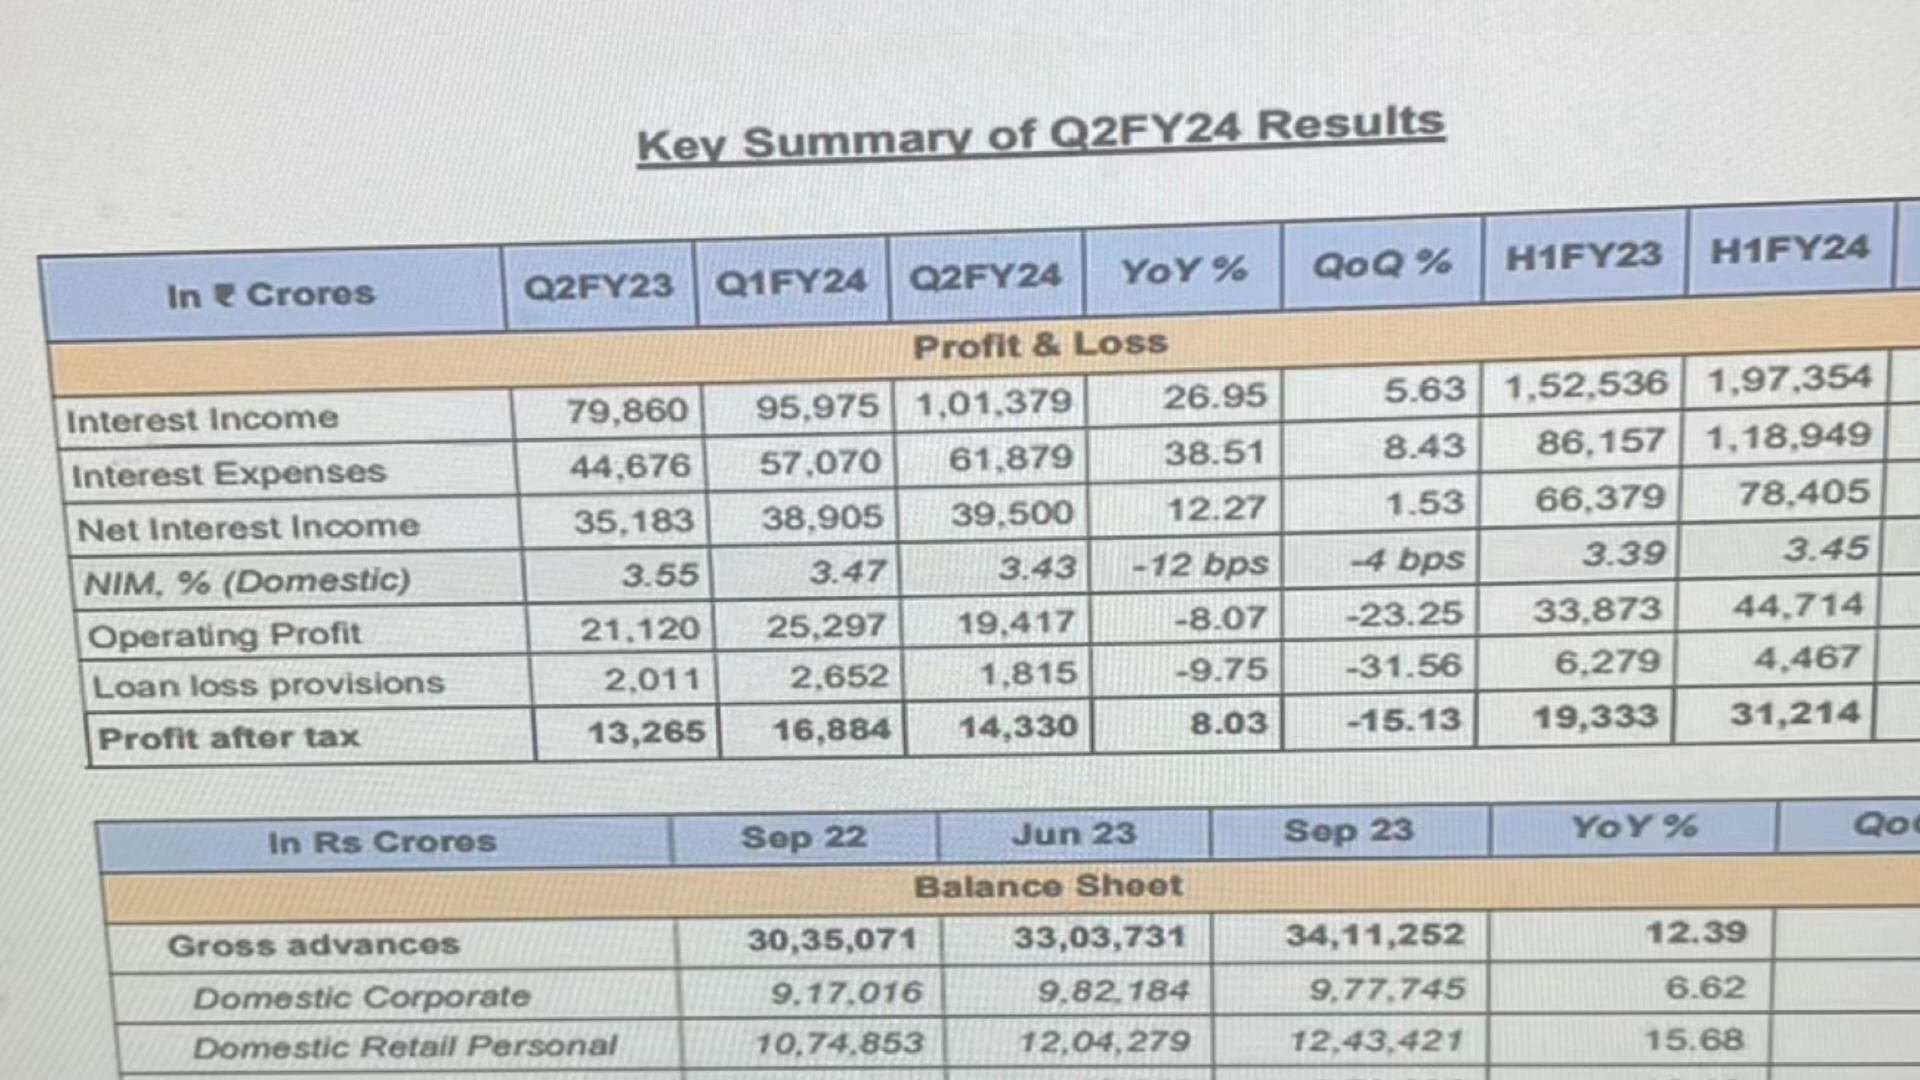 Key Summary of Q2FY24 Results
In ₹ Crores Q2FY23 Q1FY24 Q2FY24 YoY % QoQ % H1FY23 H1FY24
Profit & Loss
Interest Income 79,860 95,975 1,01,379 26.95 5.63 1,52,536 1,97,354
Interest Expenses 44,676 57,070 61,879 38.51 8.43 86,157 1,18,949
Net Interest Income 35,183 38,905 39,500 12.27 1.53 66,379 78,405
NIM, % (Domestic) 3.55 3.47 3.43 -12 bps -4 bps 3.39 3.45
Operating Profit 21,120 25,297 19,417 -8.07 -23.25 33,873 44,714
Loan loss provisions 2,011 2,652 1,815 -9.75 -31.56 6,279 4,467
Profit after tax 13,265 16,884 14,330 8.03 -15.13 19,333 31,214
In Rs Crores Sep 22 Jun 23 Sep 23 YoY %
Balance Sheet
Gross advances 30,35,071 33,03,731 34,11,252 12.39
Domestic Corporate 9,17,016 9,82,184 9,77,745 6.62
Domestic Retail Personal 10,74,853 12,04,279 12,43,421 15.68